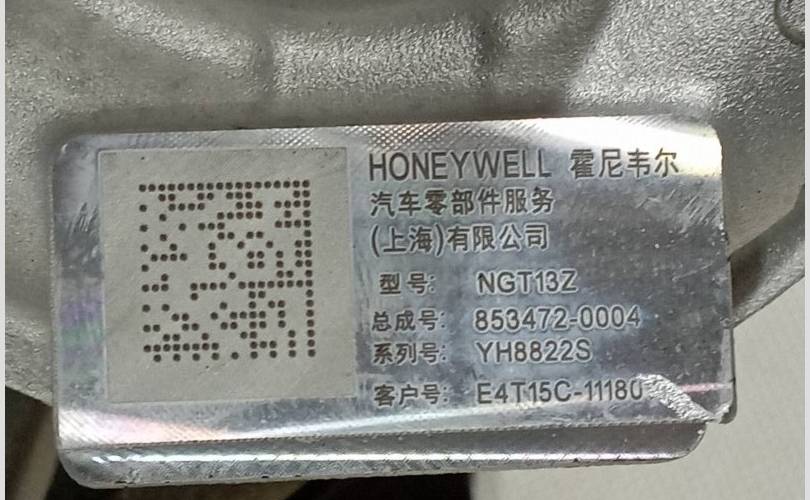 HONEYWELL 霍尼韦尔
汽车零部件服务
(上海)有限公司
型号: NGT13Z
总成号: 853472-0004
系列号: YH8822S
客户号: E4T15C-11180